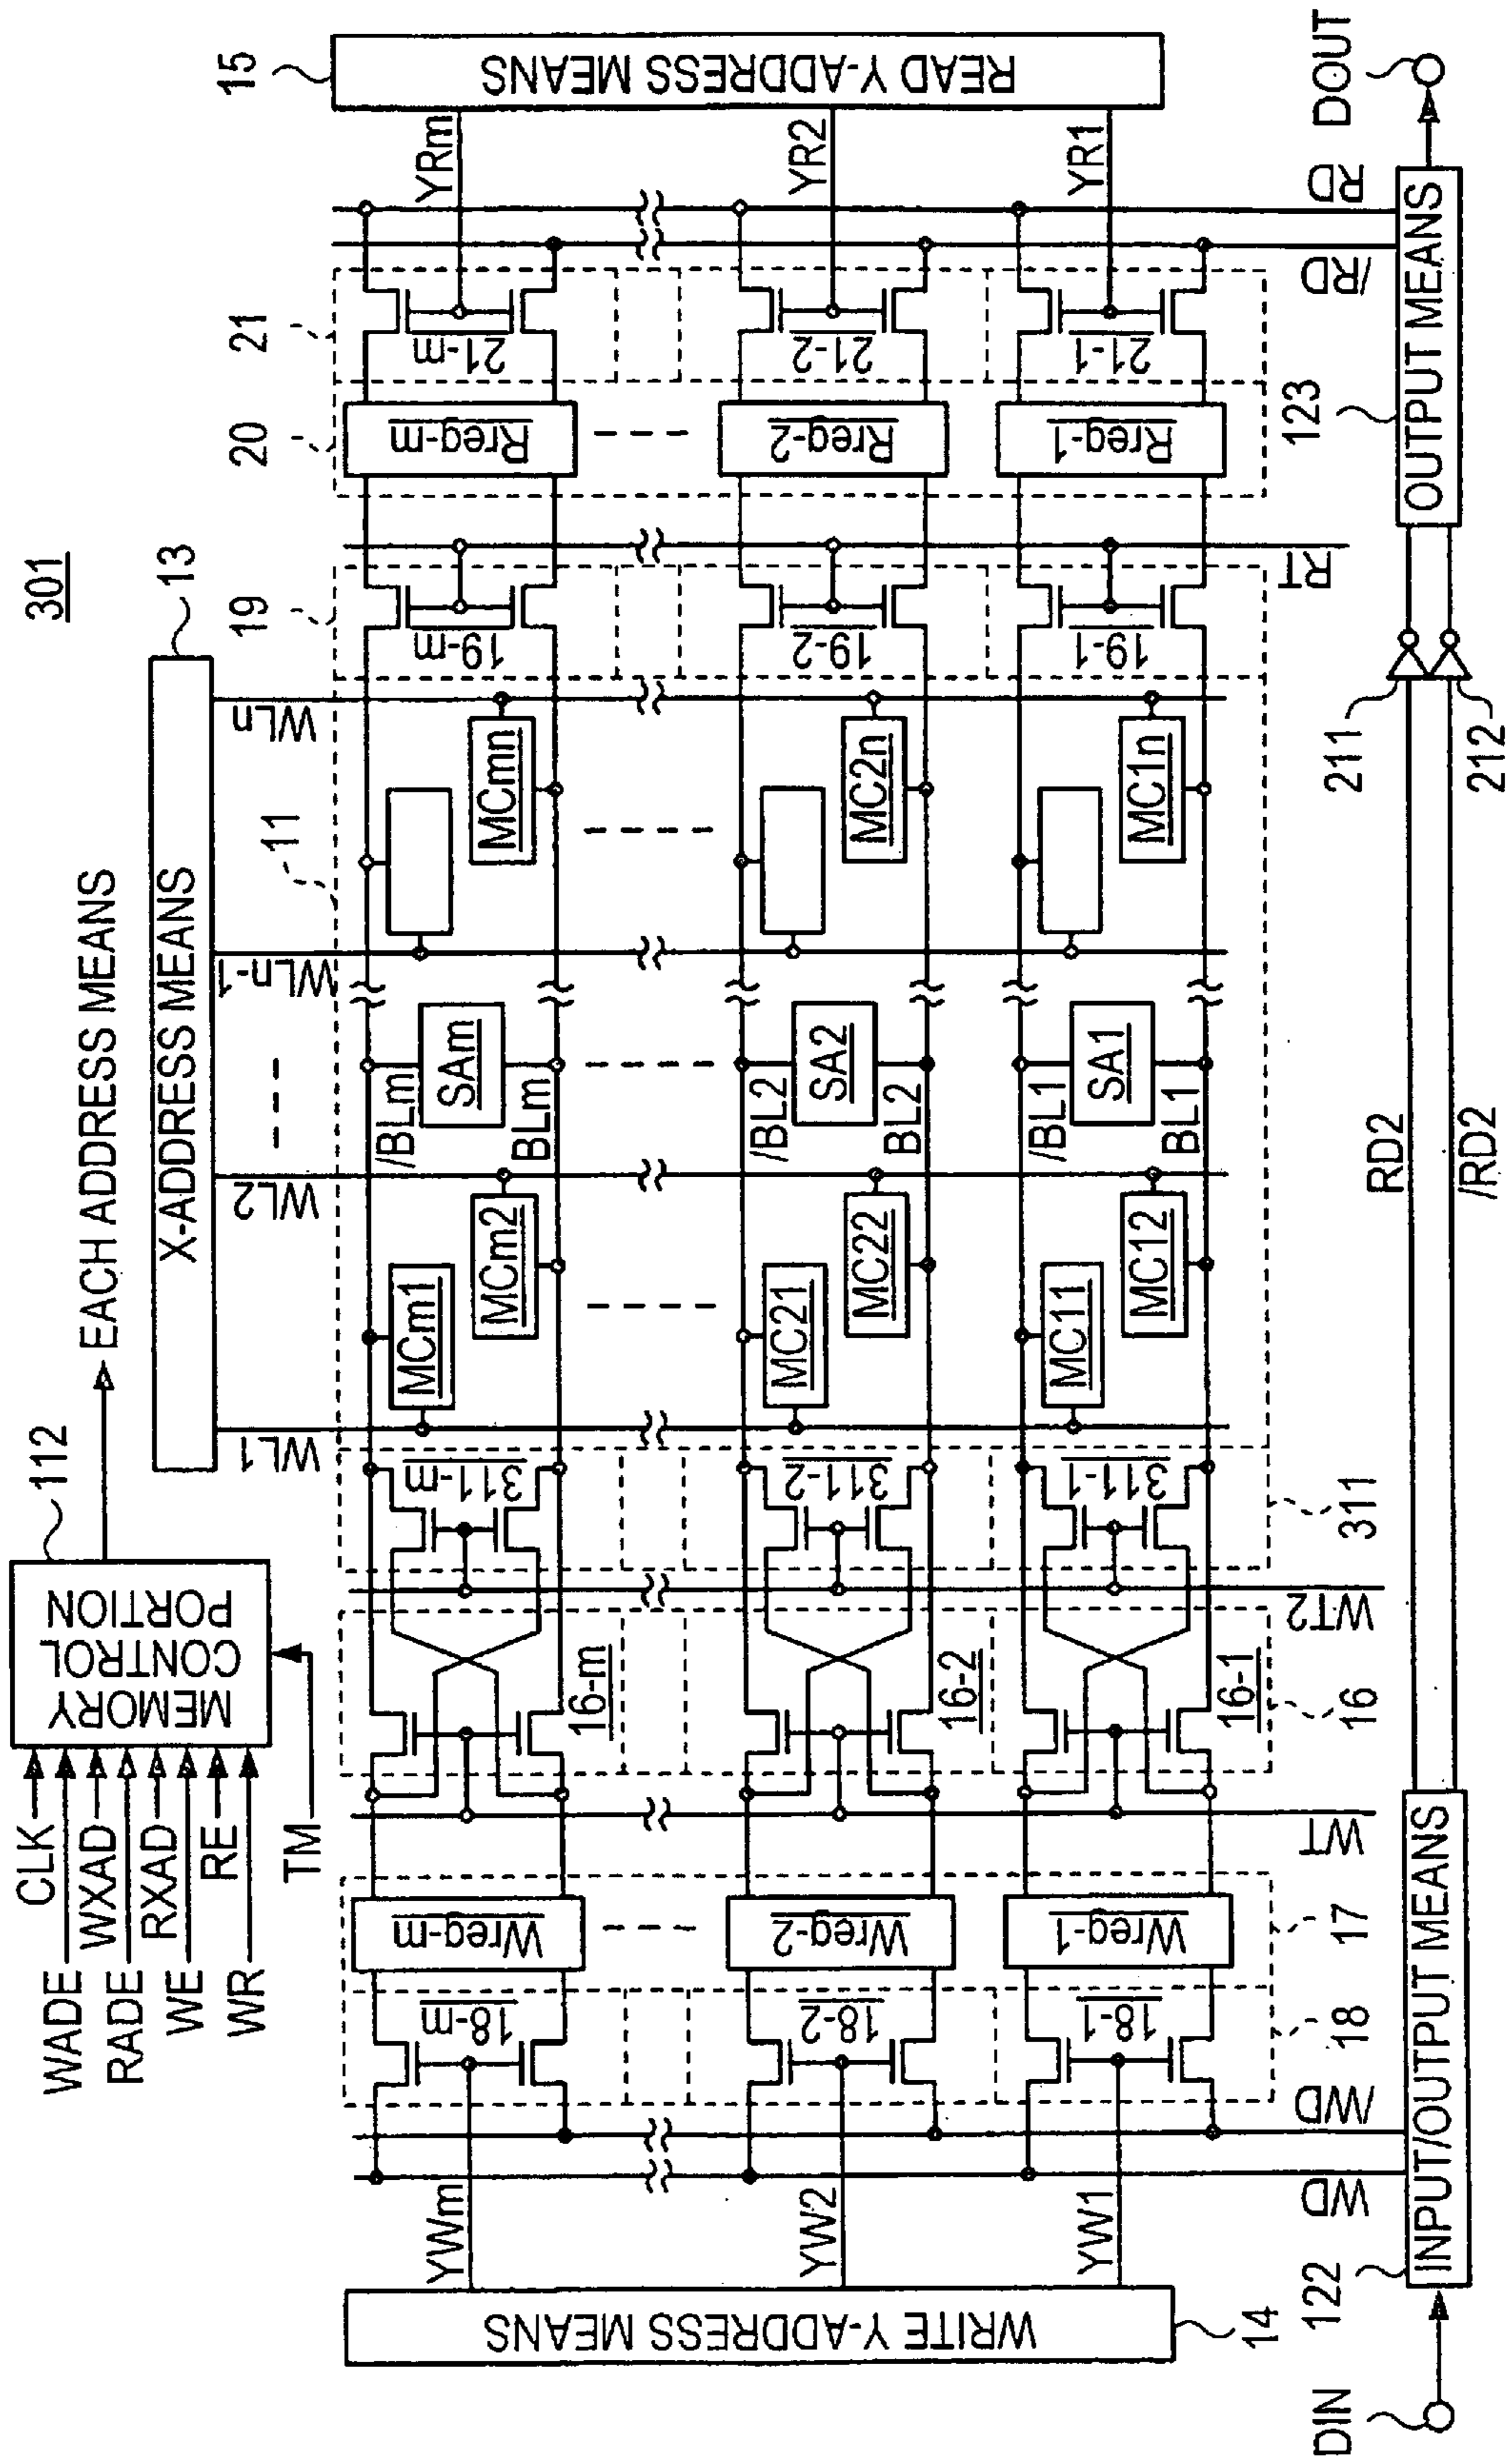 301
CLK
WADE
WXAD
RADE
RXAD
WE
RE
WR
TM
MEMORY
CONTROL
PORTION
112
EACH ADDRESS MEANS
X-ADDRESS MEANS
13
WL1
WL2
WLn-1
WLn
11
19
20
21
15
WRITE Y-ADDRESS MEANS
14
READ Y-ADDRESS MEANS
YWm
18-m
Wreg-m
16-m
311-m
MCm1
MCm2
/BLm
SAm
BLm
MCmn
19-m
Rreg-m
21-m
YRm
YW2
18-2
Wreg-2
16-2
311-2
MC21
MC22
/BL2
SA2
BL2
MC2n
19-2
Rreg-2
21-2
YR2
YW1
18-1
Wreg-1
16-1
311-1
MC11
MC12
/BL1
SA1
BL1
MC1n
19-1
Rreg-1
21-1
YR1
WD
/WD
18
17
WT
16
WT2
311
RT
/RD
RD
DIN
122
INPUT/OUTPUT MEANS
RD2
/RD2
211
212
123
OUTPUT MEANS
DOUT